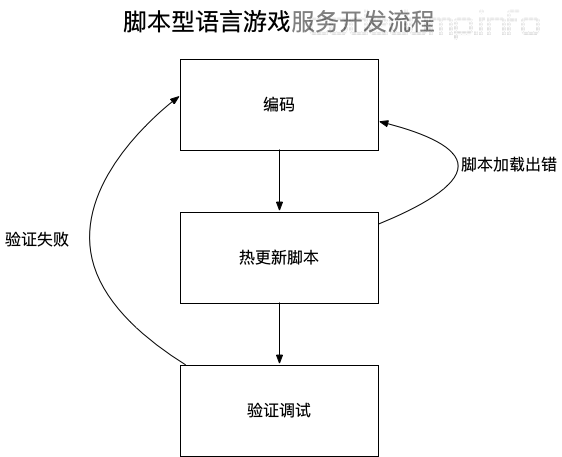 脚本型语言游戏服务开发流程
编码
脚本加载出错
验证失败
热更新脚本
验证调试